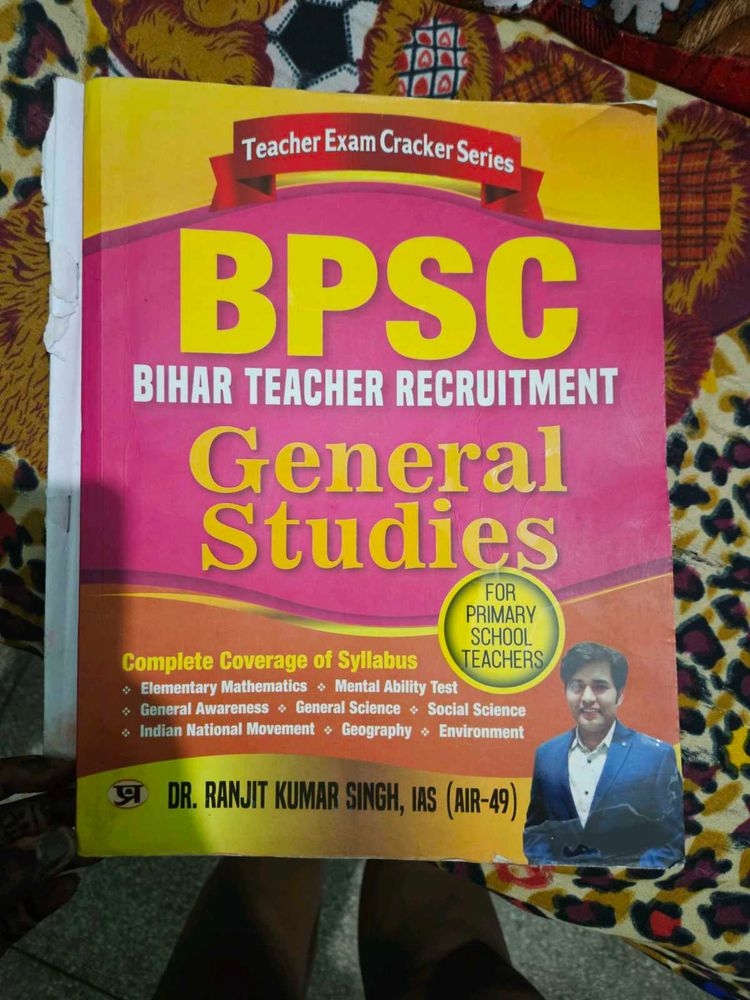 Teacher Exam Cracker Series
BPSC
BIHAR TEACHER RECRUITMENT
General
Studies
FOR
PRIMARY
SCHOOL
TEACHERS
Complete Coverage of Syllabus
❖ Elementary Mathematics ❖ Mental Ability Test
❖ General Awareness ❖ General Science ❖ Social Science
❖ Indian National Movement ❖ Geography ❖ Environment
प्र
DR. RANJIT KUMAR SINGH, IAS (AIR-49)